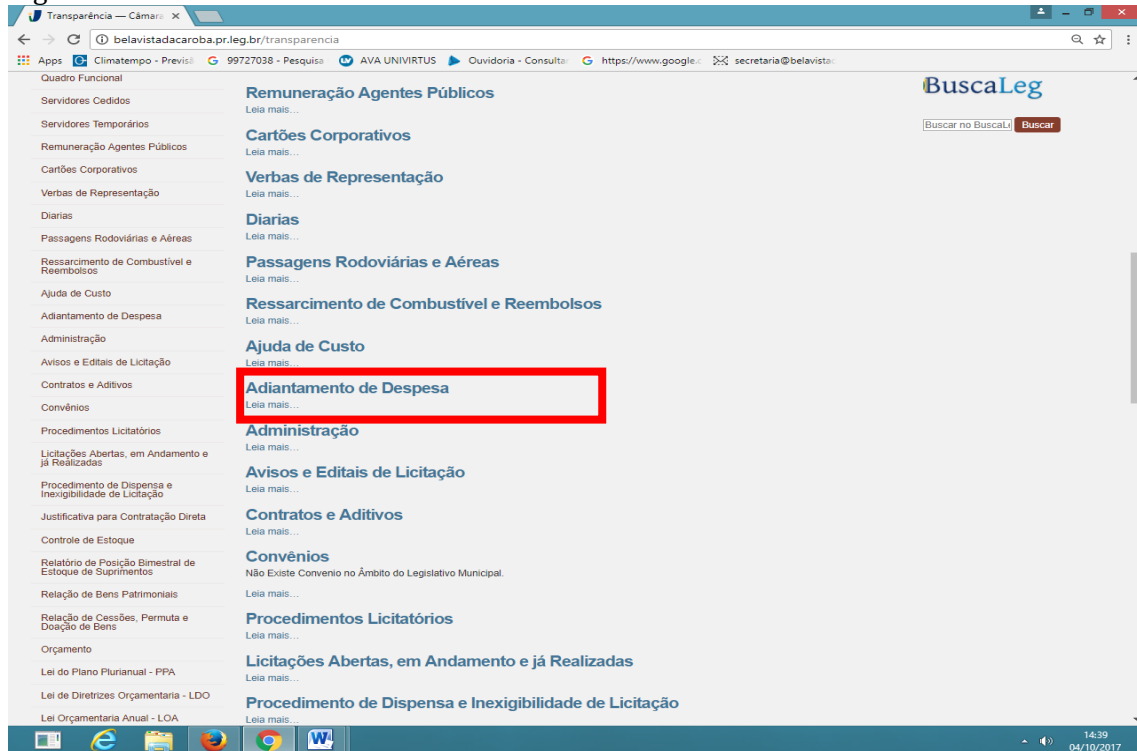 Transparência — Câmara
belavistadacaroba.pr.leg.br/transparencia
Apps
Climatempo - Previsã
99727038 - Pesquisa
AVA UNIVIRTUS
Ouvidoria - Consulta
https://www.google.c
secretaria@belavista
Quadro Funcional
Servidores Cedidos
Servidores Temporários
Remuneração Agentes Públicos
Cartões Corporativos
Verbas de Representação
Diarias
Passagens Rodoviárias e Aéreas
Ressarcimento de Combustível e
Reembolsos
Ajuda de Custo
Adiantamento de Despesa
Administração
Avisos e Editais de Licitação
Contratos e Aditivos
Convênios
Procedimentos Licitatórios
Licitações Abertas, em Andamento e
já Realizadas
Procedimento de Dispensa e
Inexigibilidade de Licitação
Justificativa para Contratação Direta
Controle de Estoque
Relatório de Posição Bimestral de
Estoque de Suprimentos
Relação de Bens Patrimoniais
Relação de Cessões, Permuta e
Doação de Bens
Orçamento
Lei do Plano Plurianual - PPA
Lei de Diretrizes Orçamentaria - LDO
Lei Orçamentaria Anual - LOA
Remuneração Agentes Públicos
Leia mais…
Cartões Corporativos
Leia mais…
Verbas de Representação
Leia mais…
Diarias
Leia mais…
Passagens Rodoviárias e Aéreas
Leia mais…
Ressarcimento de Combustível e Reembolsos
Leia mais…
Ajuda de Custo
Leia mais…
Adiantamento de Despesa
Leia mais…
Administração
Leia mais…
Avisos e Editais de Licitação
Leia mais…
Contratos e Aditivos
Leia mais…
Convênios
Não Existe Convenio no Âmbito do Legislativo Municipal.
Leia mais…
Procedimentos Licitatórios
Leia mais…
Licitações Abertas, em Andamento e já Realizadas
Leia mais…
Procedimento de Dispensa e Inexigibilidade de Licitação
Leia mais…
BuscaLeg
Buscar no BuscaLe
Buscar
14:39
04/10/2017